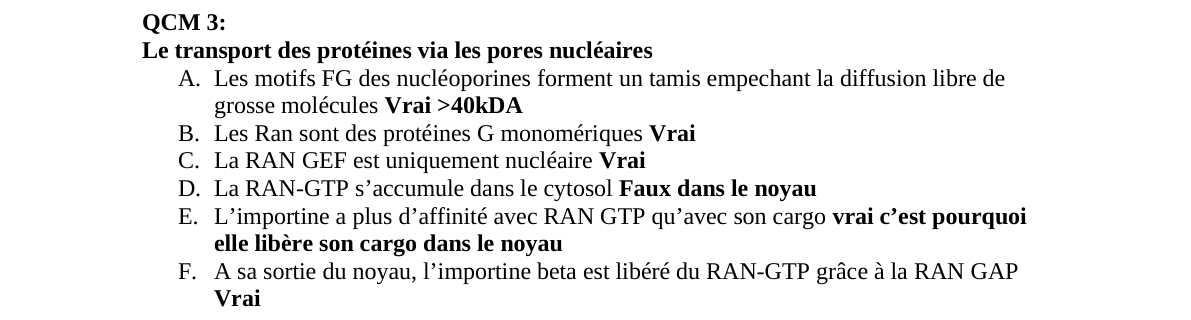 QCM 3:
Le transport des protéines via les pores nucléaires
A. Les motifs FG des nucléoporines forment un tamis empechant la diffusion libre de
grosse molécules Vrai >40kDA
B. Les Ran sont des protéines G monomériques Vrai
C. La RAN GEF est uniquement nucléaire Vrai
D. La RAN-GTP s’accumule dans le cytosol Faux dans le noyau
E. L’importine a plus d’affinité avec RAN GTP qu’avec son cargo vrai c’est pourquoi
elle libère son cargo dans le noyau
F. A sa sortie du noyau, l’importine beta est libéré du RAN-GTP grâce à la RAN GAP
Vrai